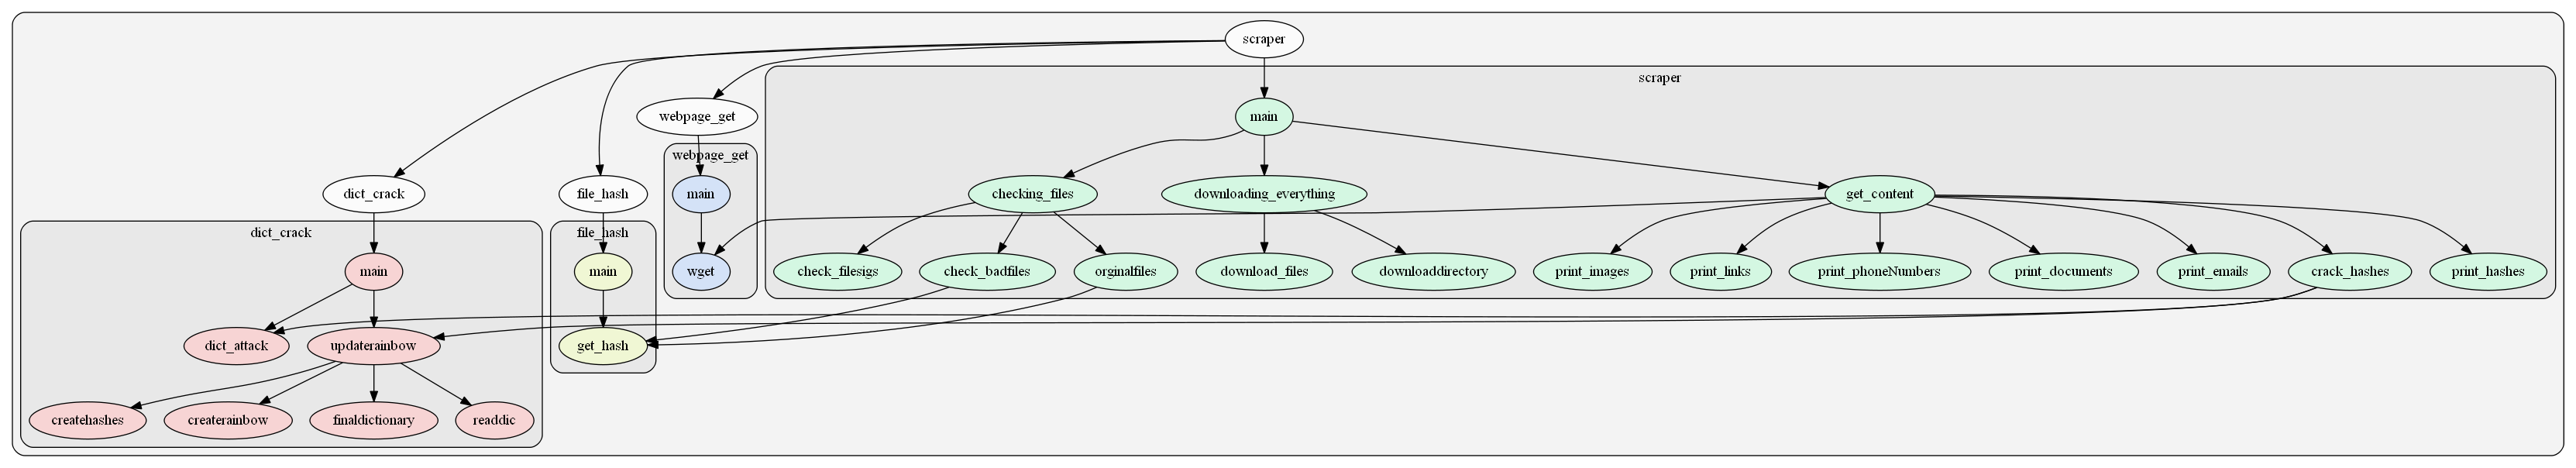 scraper
scraper
webpage_get
main
webpage_get
dict_crack
file_hash
main
checking_files
downloading_everything
get_content
dict_crack
file_hash
main
main
wget
check_filesigs
check_badfiles
orginalfiles
download_files
downloaddirectory
print_images
print_links
print_phoneNumbers
print_documents
print_emails
crack_hashes
print_hashes
dict_attack
updaterainbow
get_hash
createhashes
createrainbow
finaldictionary
readdic